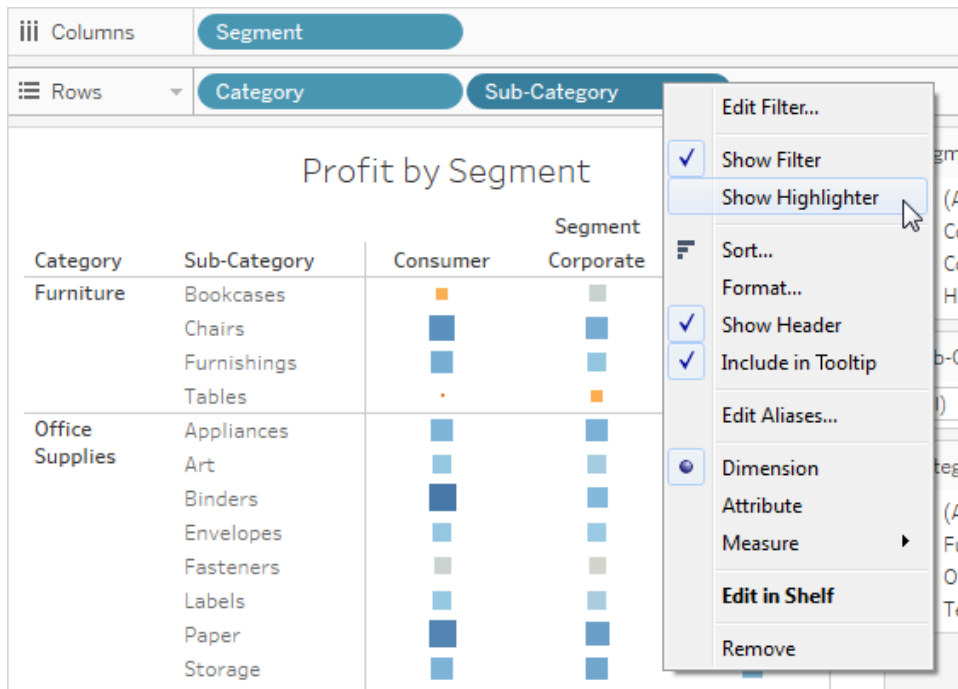 Columns Segment
Rows Category Sub-Category
Profit by Segment
Segment
Category Sub-Category Consumer Corporate
Furniture Bookcases
Chairs
Furnishings
Tables
Office Supplies Appliances
Art
Binders
Envelopes
Fasteners
Labels
Paper
Storage
Edit Filter...
Show Filter
Show Highlighter
Sort...
Format...
Show Header
Include in Tooltip
Edit Aliases...
Dimension
Attribute
Measure
Edit in Shelf
Remove